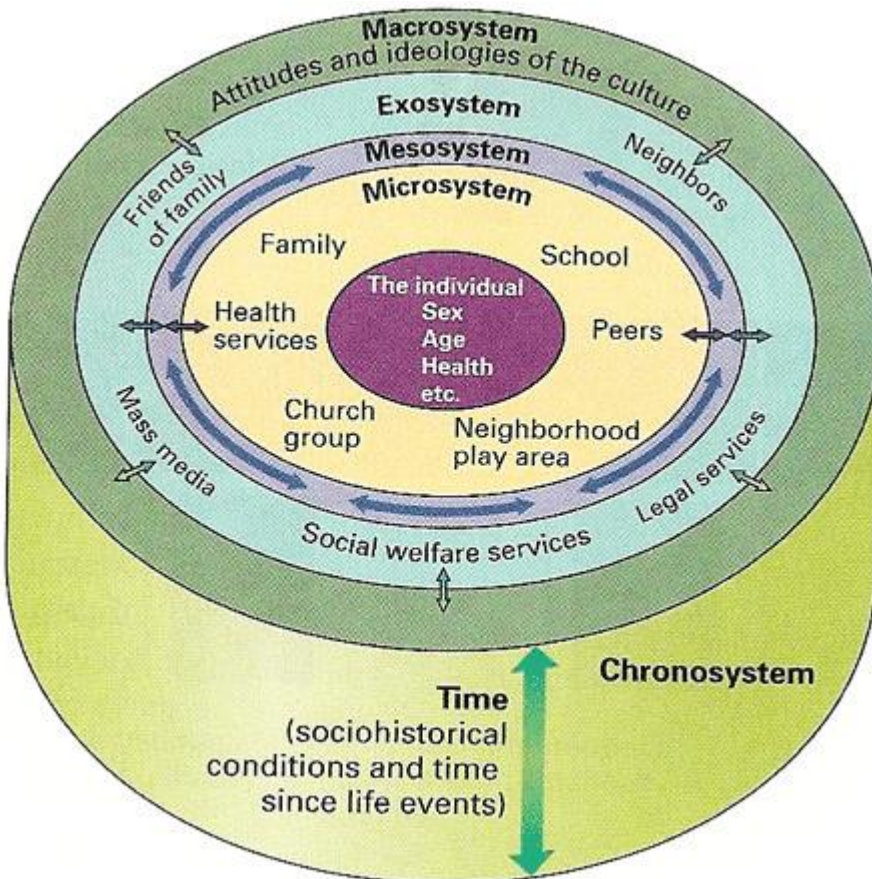 Macrosystem
Attitudes and ideologies of the culture
Exosystem
Mesosystem
Microsystem
Friends
of family
Neighbors
Family
School
The individual
Sex
Age
Health
etc.
Health
services
Peers
Church
group
Neighborhood
play area
Mass media
Legal services
Social welfare services
Chronosystem
Time
(sociohistorical
conditions and time
since life events)